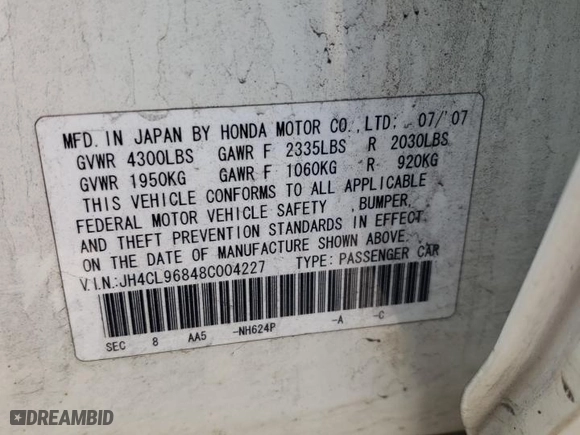 MFD. IN JAPAN BY HONDA MOTOR CO.,LTD: 07/'07
GVWR 4300LBS GAWR F 2335LBS R 2030LBS
GVWR 1950KG GAWR F 1060KG R 920KG
THIS VEHICLE CONFORMS TO ALL APPLICABLE
FEDERAL MOTOR VEHICLE SAFETY ,BUMPER,
AND THEFT PREVENTION STANDARDS IN EFFECT
ON THE DATE OF MANUFACTURE SHOWN ABOVE.
V.I.N.:JH4CL96848C004227 TYPE: PASSENGER CAR
SEC 8 AA5 -NH624P -A -C
DREAMBID